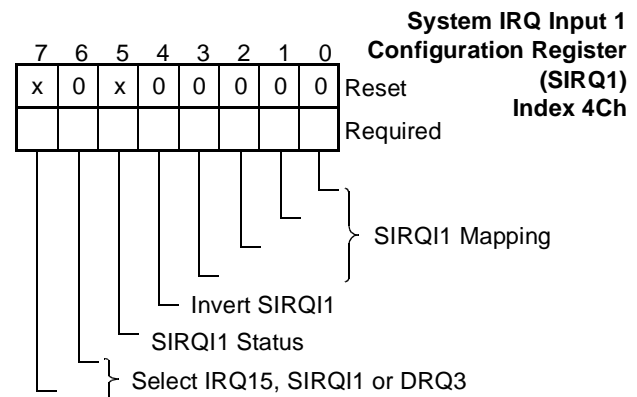 System IRQ Input 1
Configuration Register
(SIRQ1)
Index 4Ch
7 6 5 4 3 2 1 0
x 0 x 0 0 0 0 0 Reset
Required
SIRQI1 Mapping
Invert SIRQI1
SIRQI1 Status
Select IRQ15, SIRQI1 or DRQ3